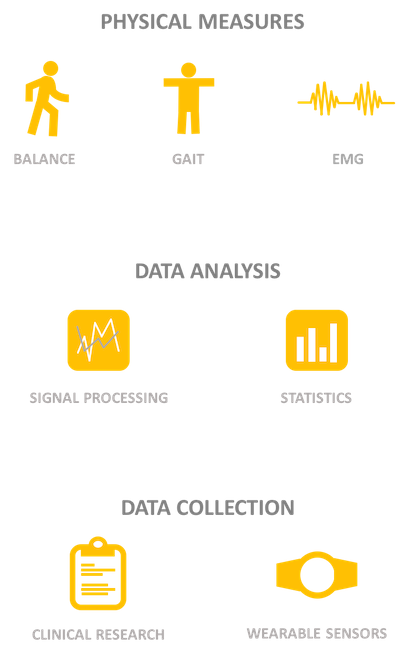 PHYSICAL MEASURES
BALANCE
GAIT
EMG
DATA ANALYSIS
SIGNAL PROCESSING
STATISTICS
DATA COLLECTION
CLINICAL RESEARCH
WEARABLE SENSORS